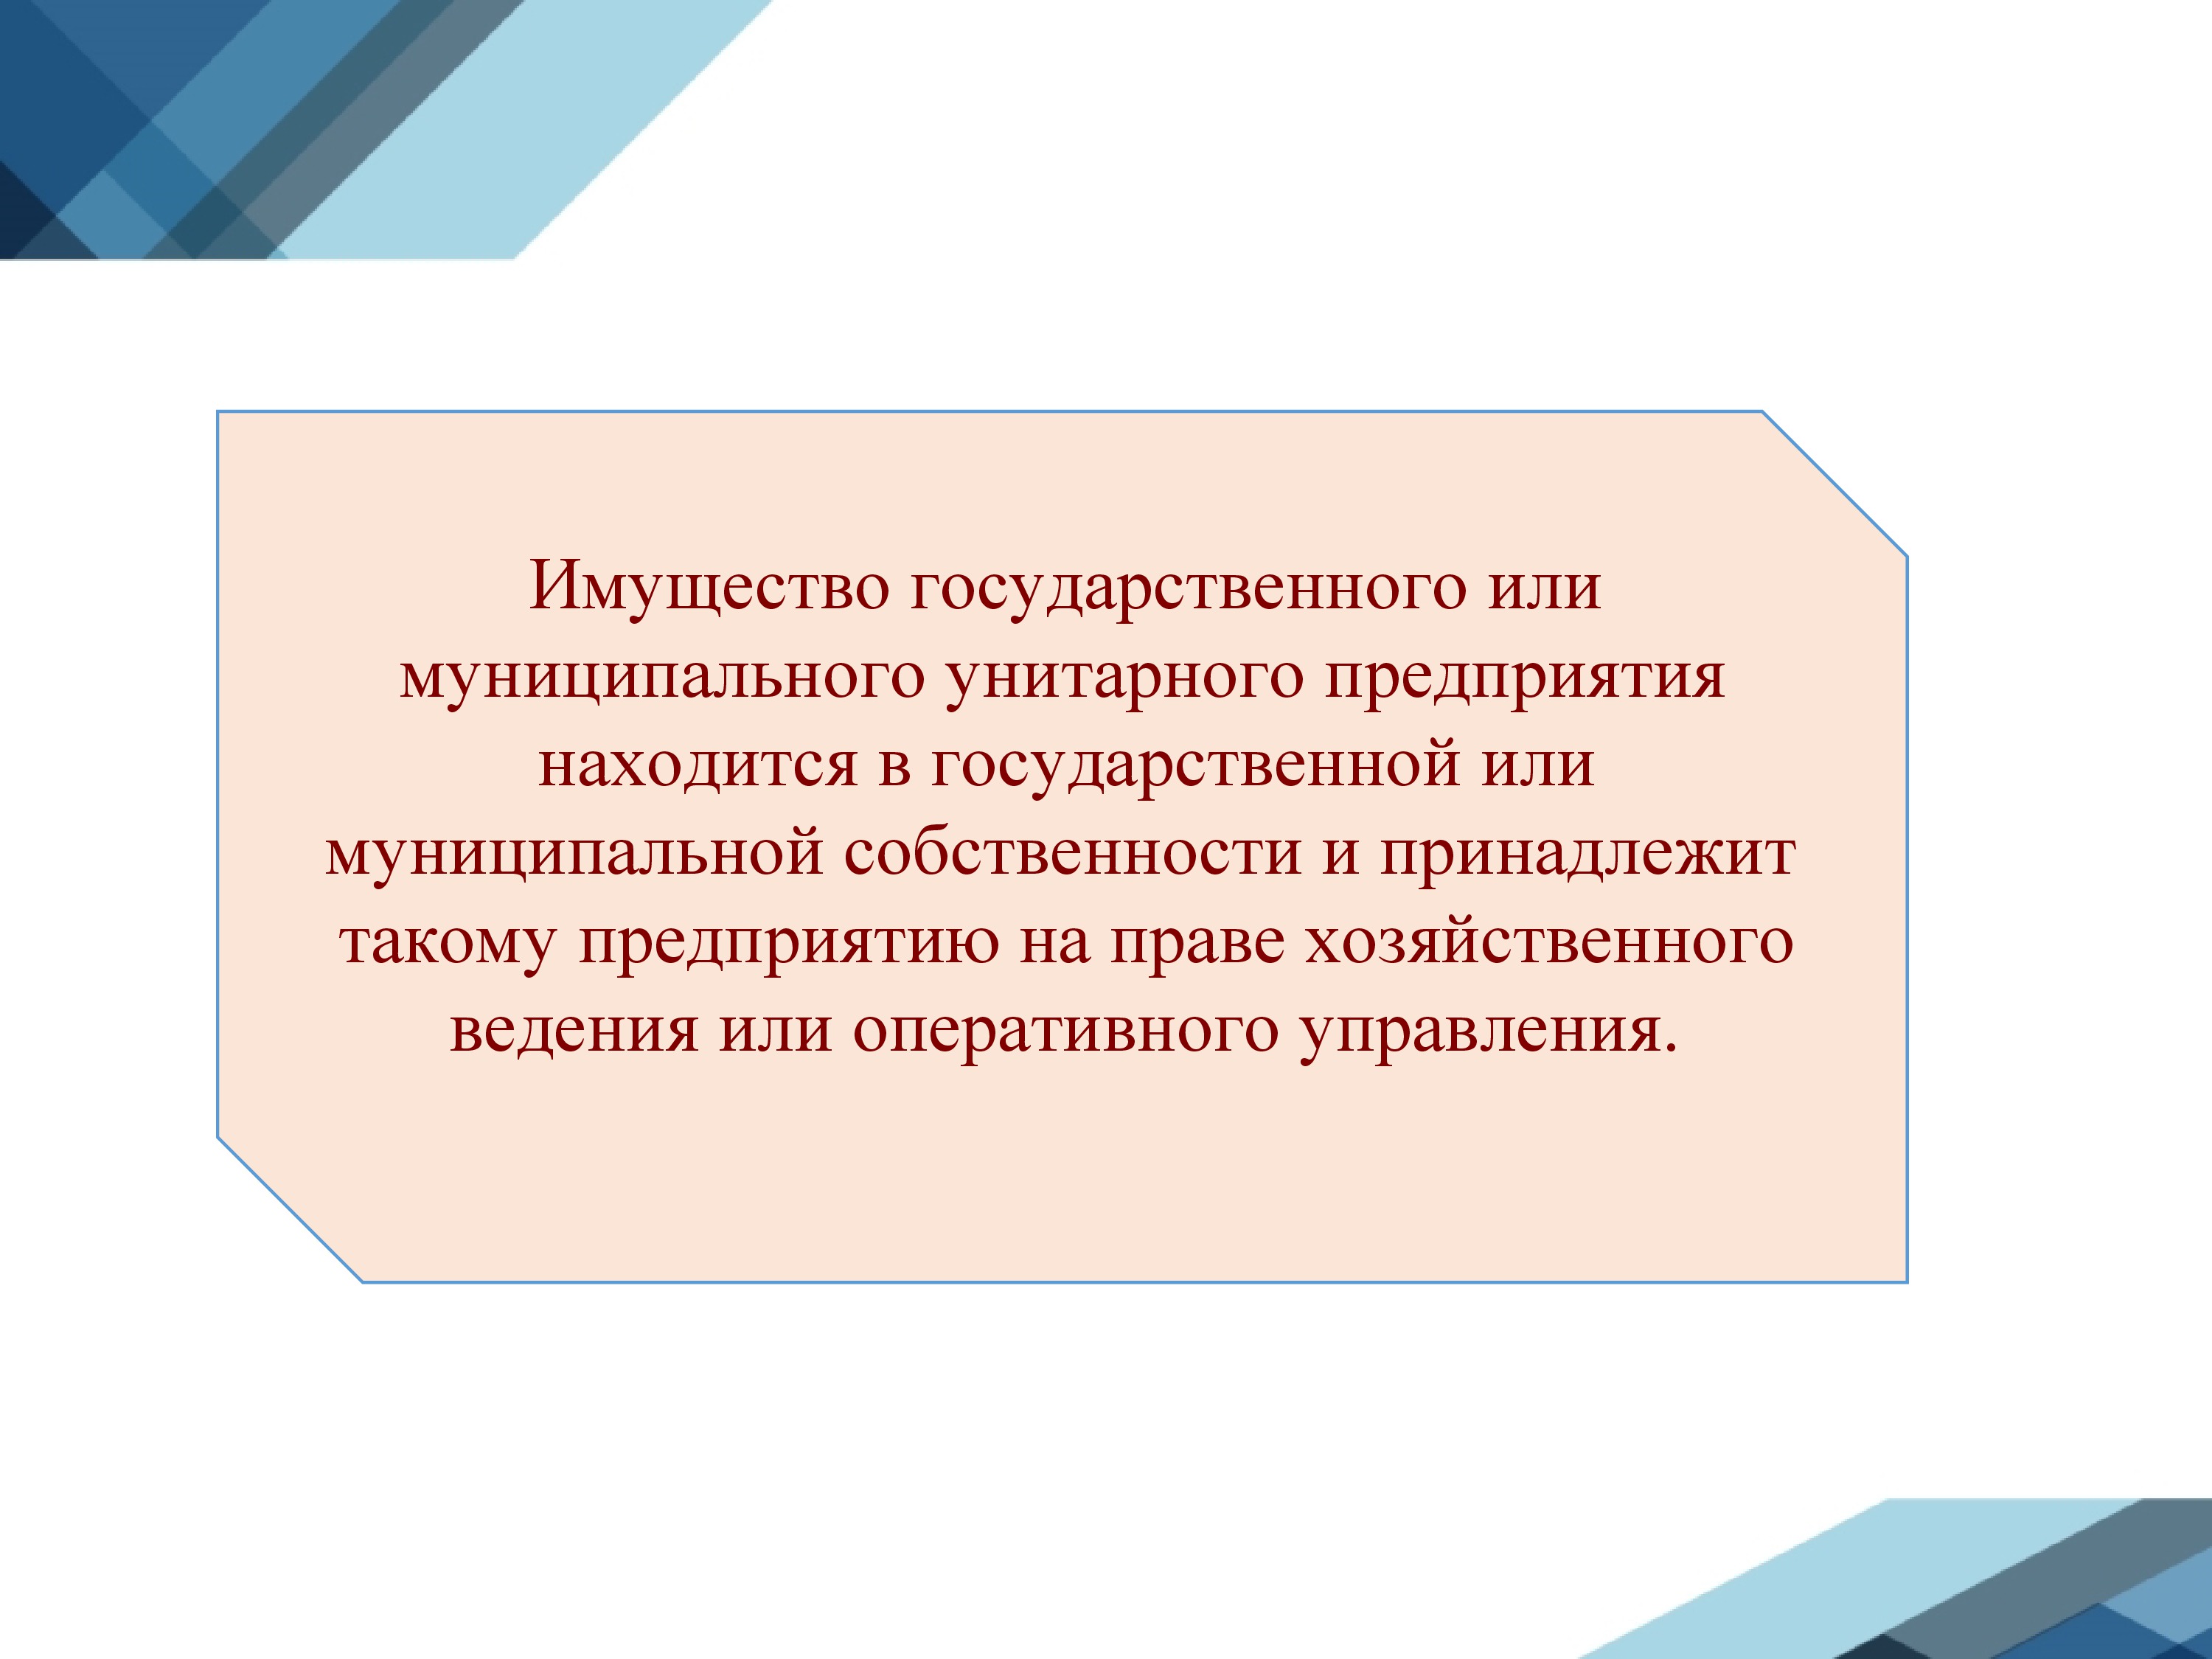 Имущество государственного или
муниципального унитарного предприятия
находится в государственной или
муниципальной собственности и принадлежит
такому предприятию на праве хозяйственного
ведения или оперативного управления.